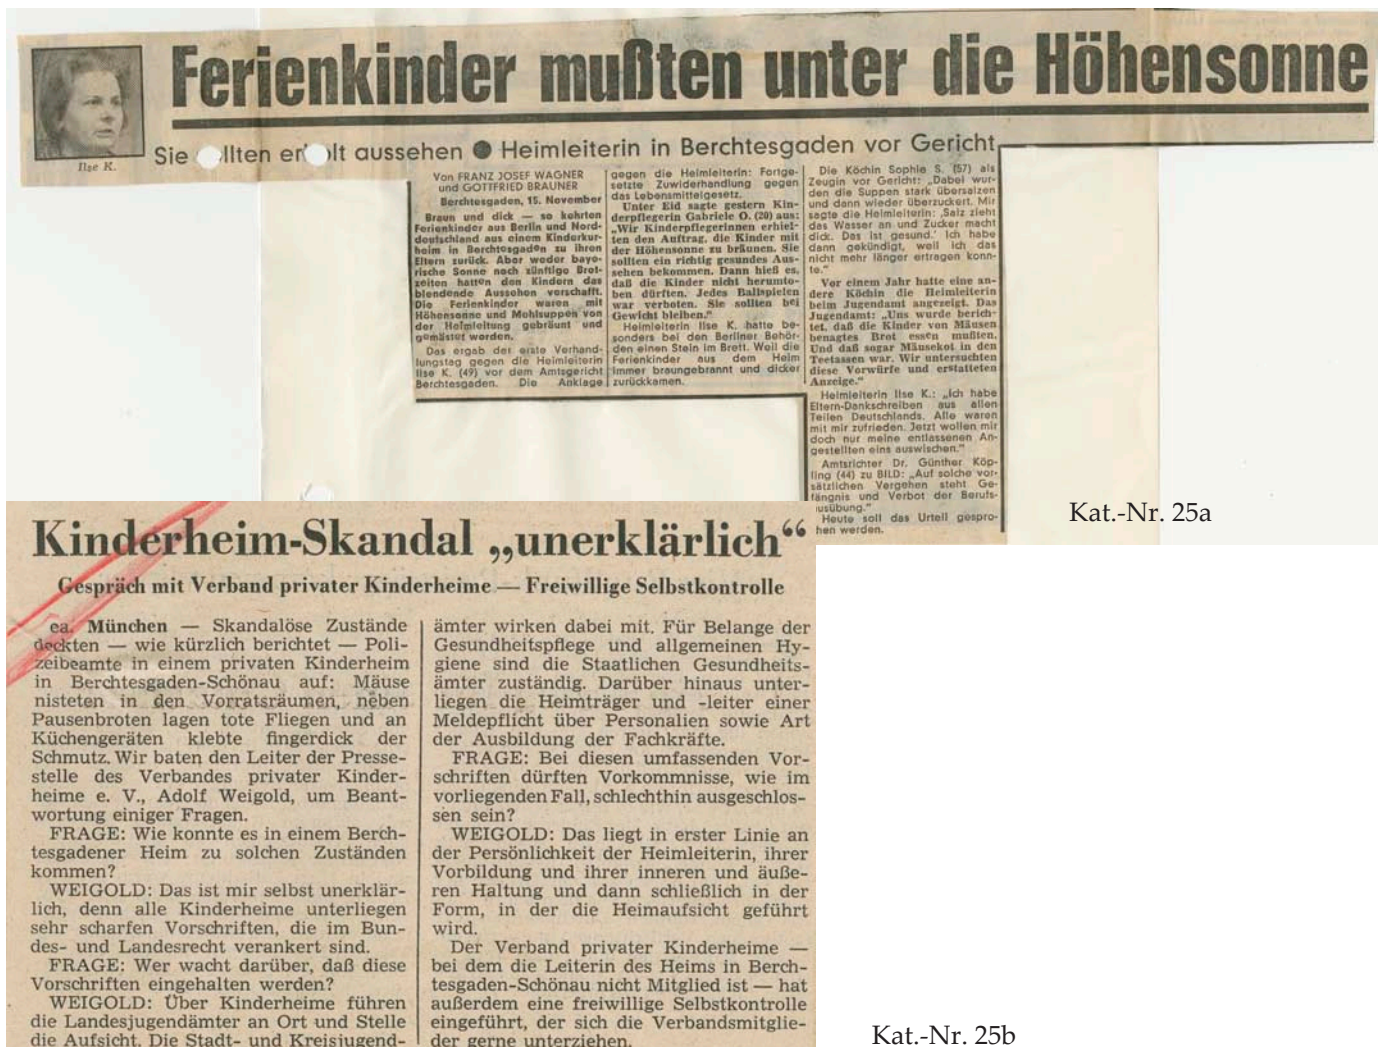 Ferienkinder mußten unter die Höhensonne
Ilse K.
Sie llten er lt aussehen ● Heimleiterin in Berchtesgaden vor Gericht
Von FRANZ JOSEF WAGNER
und GOTTFRIED BRAUNER
Berchtesgaden, 15. November
Braun und dick — so kehrten
Ferienkinder aus Berlin und Nord-
deutschland aus einem Kinderkur-
heim in Berchtesgaden zu ihren
Eltern zurück. Aber weder baye-
rische Sonne noch zünftige Brot-
zeiten hatten den Kindern das
blendende Aussehen verschafft.
Die Ferienkinder waren mit
Höhensonne und Mehlsuppen von
der Heimleitung gebräunt und
gemästet worden.
Das ergab der erste Verhand-
lungstag gegen die Heimleiterin
Ilse K. (49) vor dem Amtsgericht
Berchtesgaden. Die Anklage
gegen die Heimleiterin: Fortge-
setzte Zuwiderhandlung gegen
das Lebensmittelgesetz.
Unter Eid sagte gestern Kin-
derpflegerin Gabriele O. (20) aus:
„Wir Kinderpflegerinnen erhiel-
ten den Auftrag, die Kinder mit
der Höhensonne zu bräunen. Sie
sollten ein richtig gesundes Aus-
sehen bekommen. Dann hieß es,
daß die Kinder nicht herumto-
ben dürften. Jedes Ballspielen
war verboten. Sie sollten bei
Gewicht bleiben.“
Heimleiterin Ilse K. hatte be-
sonders bei den Berliner Behör-
den einen Stein im Brett. Weil die
Ferienkinder aus dem Heim
immer braungebrannt und dicker
zurückkamen.
Die Köchin Sophie S. (57) als
Zeugin vor Gericht: „Dabei wur-
den die Suppen stark übersalzen
und dann wieder überzuckert. Mir
sagte die Heimleiterin: ‚Salz zieht
das Wasser an und Zucker macht
dick. Das ist gesund.‘ Ich habe
dann gekündigt, weil ich das
nicht mehr länger ertragen konn-
te.“
Vor einem Jahr hatte eine an-
dere Köchin die Heimleiterin
beim Jugendamt angezeigt. Das
Jugendamt: „Uns wurde berich-
tet, daß die Kinder von Mäusen
benagtes Brot essen mußten.
Und daß sogar Mäusekot in den
Teetassen war. Wir untersuchten
diese Vorwürfe und erstatteten
Anzeige.“
Heimleiterin Ilse K.: „Ich habe
Eltern-Dankschreiben aus allen
Teilen Deutschlands. Alle waren
mit mir zufrieden. Jetzt wollen mir
doch nur meine entlassenen An-
gestellten eins auswischen.“
Amtsrichter Dr. Günther Köp-
ling (44) zu BILD: „Auf solche vor-
sätzlichen Vergehen steht Ge-
fängnis und Verbot der Berufs-
usübung.“
Heute soll das Urteil gespro-
hen werden.
Kat.-Nr. 25a
Kinderheim-Skandal „unerklärlich“
Gespräch mit Verband privater Kinderheime — Freiwillige Selbstkontrolle
ea. München — Skandalöse Zustände
deckten — wie kürzlich berichtet — Poli-
zeibeamte in einem privaten Kinderheim
in Berchtesgaden-Schönau auf: Mäuse
nisteten in den Vorratsräumen, neben
Pausenbroten lagen tote Fliegen und an
Küchengeräten klebte fingerdick der
Schmutz. Wir baten den Leiter der Presse-
stelle des Verbandes privater Kinder-
heime e. V., Adolf Weigold, um Beant-
wortung einiger Fragen.
FRAGE: Wie konnte es in einem Berch-
tesgadener Heim zu solchen Zuständen
kommen?
WEIGOLD: Das ist mir selbst unerklär-
lich, denn alle Kinderheime unterliegen
sehr scharfen Vorschriften, die im Bun-
des- und Landesrecht verankert sind.
FRAGE: Wer wacht darüber, daß diese
Vorschriften eingehalten werden?
WEIGOLD: Über Kinderheime führen
die Landesjugendämter an Ort und Stelle
die Aufsicht. Die Stadt- und Kreisjugend-
ämter wirken dabei mit. Für Belange der
Gesundheitspflege und allgemeinen Hy-
giene sind die Staatlichen Gesundheits-
ämter zuständig. Darüber hinaus unter-
liegen die Heimträger und -leiter einer
Meldepflicht über Personalien sowie Art
der Ausbildung der Fachkräfte.
FRAGE: Bei diesen umfassenden Vor-
schriften dürften Vorkommnisse, wie im
vorliegenden Fall, schlechthin ausgeschlos-
sen sein?
WEIGOLD: Das liegt in erster Linie an
der Persönlichkeit der Heimleiterin, ihrer
Vorbildung und ihrer inneren und äuße-
ren Haltung und dann schließlich in der
Form, in der die Heimaufsicht geführt
wird.
Der Verband privater Kinderheime —
bei dem die Leiterin des Heims in Berch-
tesgaden-Schönau nicht Mitglied ist — hat
außerdem eine freiwillige Selbstkontrolle
eingeführt, der sich die Verbandsmitglie-
der gerne unterziehen.
Kat.-Nr. 25b